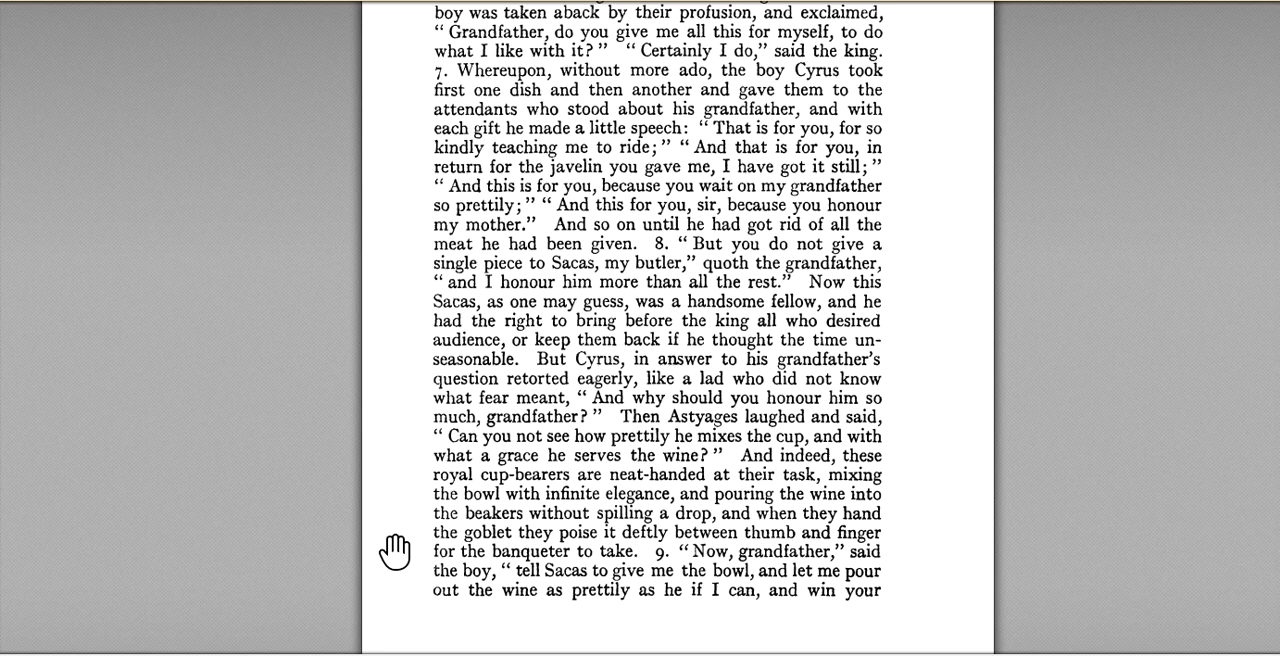 boy was taken aback by their profusion, and exclaimed,
“ Grandfather, do you give me all this for myself, to do
what I like with it? ” “ Certainly I do,” said the king.
7. Whereupon, without more ado, the boy Cyrus took
first one dish and then another and gave them to the
attendants who stood about his grandfather, and with
each gift he made a little speech: “ That is for you, for so
kindly teaching me to ride; ” “ And that is for you, in
return for the javelin you gave me, I have got it still; ”
“ And this is for you, because you wait on my grandfather
so prettily; ” “ And this for you, sir, because you honour
my mother.” And so on until he had got rid of all the
meat he had been given. 8. “ But you do not give a
single piece to Sacas, my butler,” quoth the grandfather,
“ and I honour him more than all the rest.” Now this
Sacas, as one may guess, was a handsome fellow, and he
had the right to bring before the king all who desired
audience, or keep them back if he thought the time un-
seasonable. But Cyrus, in answer to his grandfather’s
question retorted eagerly, like a lad who did not know
what fear meant, “ And why should you honour him so
much, grandfather? ” Then Astyages laughed and said,
“ Can you not see how prettily he mixes the cup, and with
what a grace he serves the wine? ” And indeed, these
royal cup-bearers are neat-handed at their task, mixing
the bowl with infinite elegance, and pouring the wine into
the beakers without spilling a drop, and when they hand
the goblet they poise it deftly between thumb and finger
for the banqueter to take. 9. “ Now, grandfather,” said
the boy, “ tell Sacas to give me the bowl, and let me pour
out the wine as prettily as he if I can, and win your